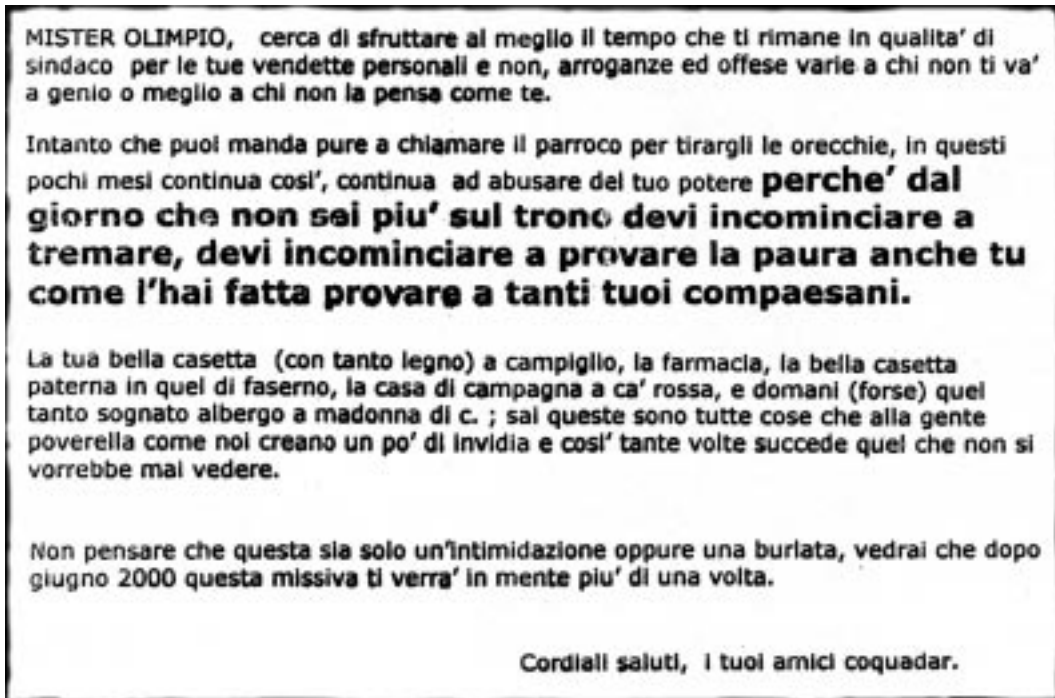 MISTER OLIMPIO, cerca di sfruttare al meglio il tempo che ti rimane in qualita' di
sindaco per le tue vendette personali e non, arroganze ed offese varie a chi non ti va'
a genio o meglio a chi non la pensa come te.
Intanto che puoi manda pure a chiamare il parroco per tirargli le orecchie, in questi
pochi mesi continua cosi', continua ad abusare del tuo potere perche' dal
giorno che non sei piu' sul trono devi incominciare a
tremare, devi incominciare a provare la paura anche tu
come l'hai fatta provare a tanti tuoi compaesani.
La tua bella casetta (con tanto legno) a campiglio, la farmacia, la bella casetta
paterna in quel di faserno, la casa di campagna a ca' rossa, e domani (forse) quel
tanto sognato albergo a madonna di c. ; sai queste sono tutte cose che alla gente
poverella come noi creano un po' di invidia e cosi' tante volte succede quel che non si
vorrebbe mai vedere.
Non pensare che questa sia solo un'intimidazione oppure una burlata, vedrai che dopo
giugno 2000 questa missiva ti verra' in mente piu' di una volta.
Cordiali saluti, i tuoi amici coquadar.